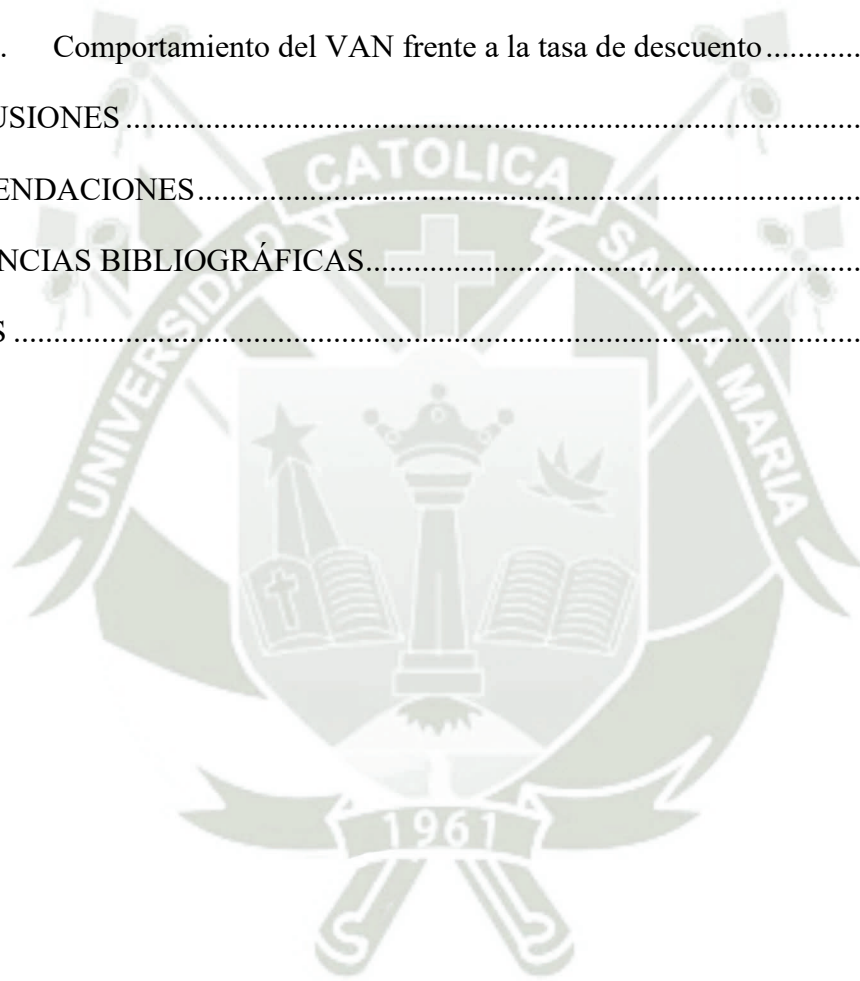 . Comportamiento del VAN frente a la tasa de descuento.............
USIONES ..........................................................................................
ENDACIONES..................................................................................
NCIAS BIBLIOGRÁFICAS.............................................................
S .......................................................................................................
UNIVERSIDAD CATOLICA SANTA MARIA
1961